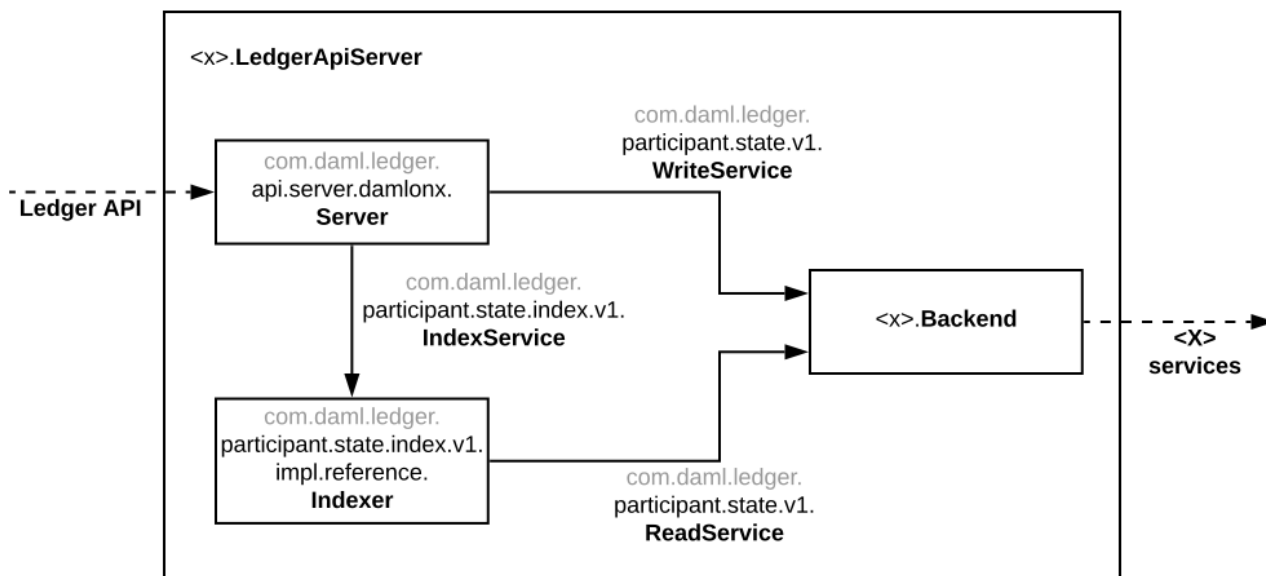 <x>.LedgerApiServer
com.daml.ledger.
participant.state.v1.
WriteService
com.daml.ledger.
api.server.damlonx.
Server
Ledger API
com.daml.ledger.
participant.state.index.v1.
IndexService
<x>.Backend
<X>
services
com.daml.ledger.
participant.state.index.v1.
impl.reference.
Indexer
com.daml.ledger.
participant.state.v1.
ReadService